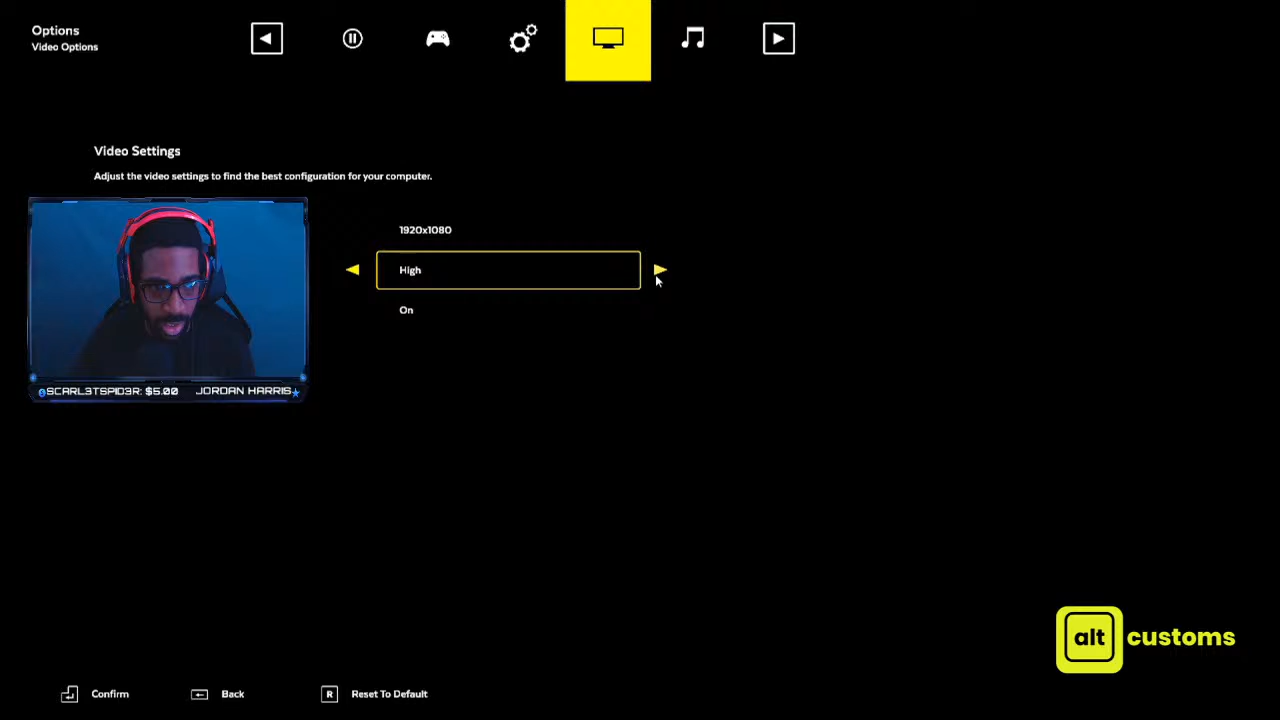 Options
Video Options
Video Settings
Adjust the video settings to find the best configuration for your computer.
1920x1080
High
On
SCARL3TSPID3R: $5.00 JORDAN HARRIS
alt customs
Confirm
Back
R
Reset To Default